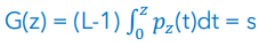 G(z) = (L-1) ∫₀ᶻ p_z(t)dt = s